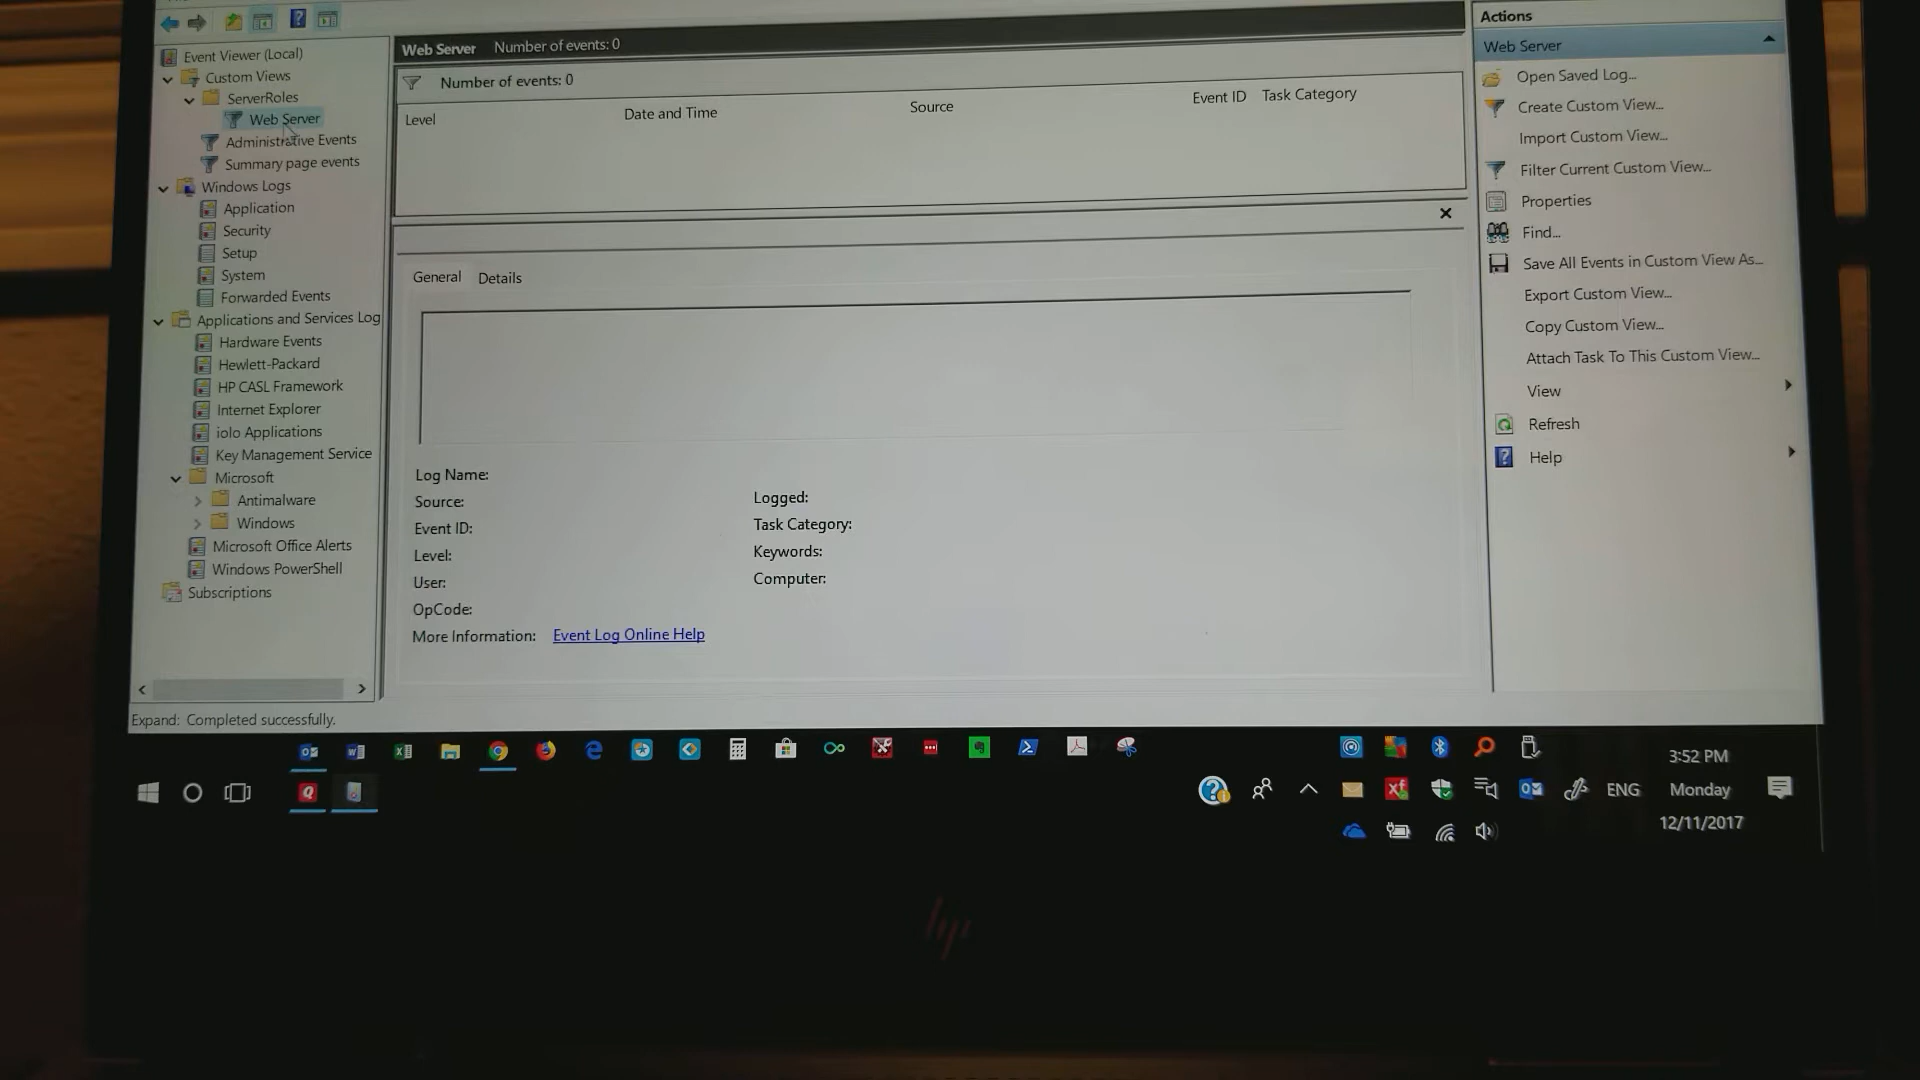 Event Viewer (Local)
Custom Views
ServerRoles
Web Server
Administrative Events
Summary page events
Windows Logs
Application
Security
Setup
System
Forwarded Events
Applications and Services Log
Hardware Events
Hewlett-Packard
HP CASL Framework
Internet Explorer
iolo Applications
Key Management Service
Microsoft
Antimalware
Windows
Microsoft Office Alerts
Windows PowerShell
Subscriptions
Expand: Completed successfully.
Web Server Number of events: 0
Number of events: 0
Level Date and Time Source Event ID Task Category
General Details
Log Name:
Source: Logged:
Event ID: Task Category:
Level: Keywords:
User: Computer:
OpCode:
More Information: Event Log Online Help
Actions
Web Server
Open Saved Log...
Create Custom View...
Import Custom View...
Filter Current Custom View...
Properties
Find...
Save All Events in Custom View As...
Export Custom View...
Copy Custom View...
Attach Task To This Custom View...
View
Refresh
Help
3:52 PM
ENG Monday
12/11/2017
hp